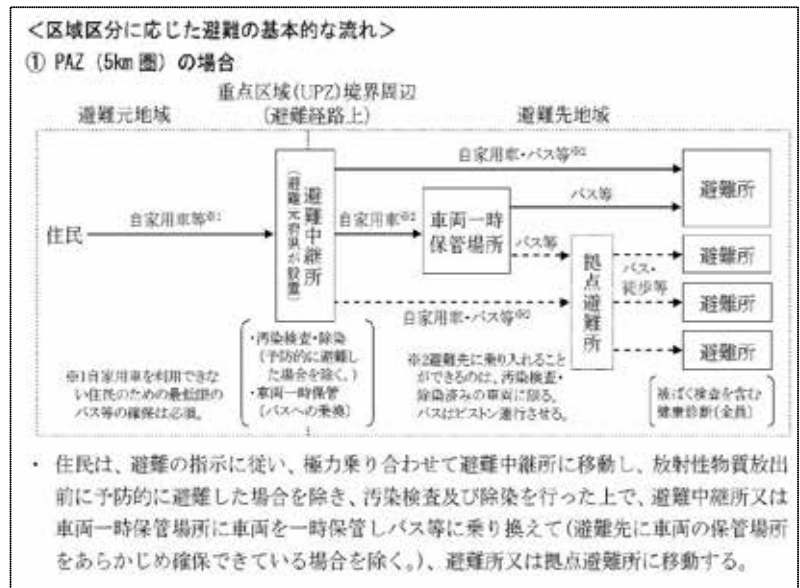 ＜区域区分に応じた避難の基本的な流れ＞
① PAZ（5km 圏）の場合
重点区域(UPZ)境界周辺
避難元地域
（避難経路上）
避難先地域
自家用車・バス等※2
避難所
バス等
住民
自家用車等※1
避難中継所
（避難元府県が設置）
自家用車※2
車両一時
保管場所
バス等
拠点避難所
バス・
徒歩等
避難所
避難所
避難所
自家用車・バス等※2
・汚染検査・除染
（予防的に避難し
た場合を除く。）
・車両一時保管
（バスへの乗換）
※1自家用車を利用できな
い住民のための最低限の
バス等の確保は必須。
※2避難先に乗り入れること
ができるのは、汚染検査・
除染済みの車両に限る。
バスはピストン運行させる。
被ばく検査を含む
健康診断(全員)
・ 住民は、避難の指示に従い、極力乗り合わせて避難中継所に移動し、放射性物質放出
前に予防的に避難した場合を除き、汚染検査及び除染を行った上で、避難中継所又は
車両一時保管場所に車両を一時保管しバス等に乗り換えて(避難先に車両の保管場所
をあらかじめ確保できている場合を除く。)、避難所又は拠点避難所に移動する。